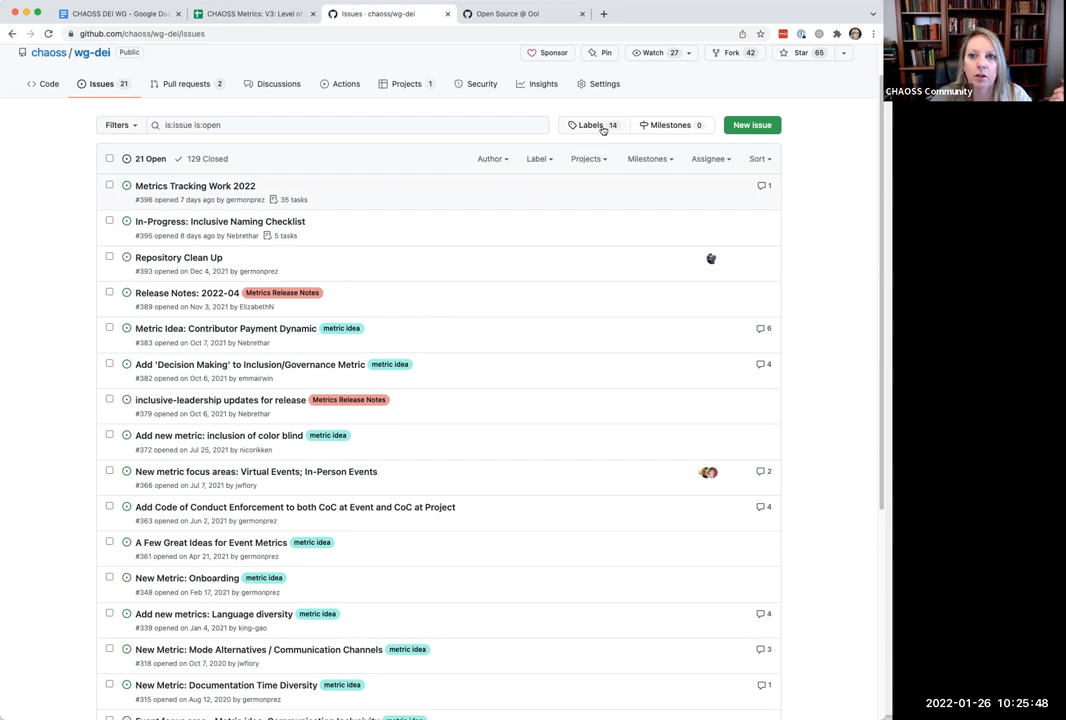 CHAOSS DEI WG - Google Do
CHAOSS Metrics: V3: Level of
Issues · chaoss/wg-dei
Open Source @ Ool
github.com/chaoss/wg-dei/issues
chaoss / wg-dei Public
Sponsor Pin Watch 27 Fork 42 Star 65
Code Issues 21 Pull requests 2 Discussions Actions Projects 1 Security Insights Settings
CHAOSS Community
Filters is:issue is:open Labels 14 Milestones 0 New issue
21 Open 129 Closed Author Label Projects Milestones Assignee Sort
Metrics Tracking Work 2022 1
#396 opened 7 days ago by germonprez 35 tasks
In-Progress: Inclusive Naming Checklist
#395 opened 8 days ago by Nebrethar 5 tasks
Repository Clean Up
#393 opened on Dec 4, 2021 by germonprez
Release Notes: 2022-04 Metrics Release Notes
#389 opened on Nov 3, 2021 by ElizabethN
Metric Idea: Contributor Payment Dynamic metric idea 6
#383 opened on Oct 7, 2021 by Nebrethar
Add 'Decision Making' to Inclusion/Governance Metric metric idea 4
#382 opened on Oct 6, 2021 by emmairwin
inclusive-leadership updates for release Metrics Release Notes
#379 opened on Oct 6, 2021 by Nebrethar
Add new metric: inclusion of color blind metric idea
#372 opened on Jul 25, 2021 by nicorikken
New metric focus areas: Virtual Events; In-Person Events 2
#366 opened on Jul 7, 2021 by jwflory
Add Code of Conduct Enforcement to both CoC at Event and CoC at Project 4
#363 opened on Jun 2, 2021 by germonprez
A Few Great Ideas for Event Metrics metric idea
#361 opened on Apr 21, 2021 by germonprez
New Metric: Onboarding metric idea
#348 opened on Feb 17, 2021 by germonprez
Add new metrics: Language diversity metric idea 4
#339 opened on Jan 4, 2021 by king-gao
New Metric: Mode Alternatives / Communication Channels metric idea 3
#318 opened on Oct 7, 2020 by jwflory
New Metric: Documentation Time Diversity metric idea 1
#315 opened on Aug 12, 2020 by germonprez
Event focus area - Metric idea: Communication Inclusivity metric idea
2022-01-26 10:25:48